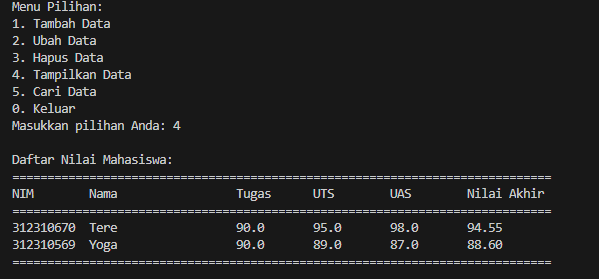 Menu Pilihan:
1. Tambah Data
2. Ubah Data
3. Hapus Data
4. Tampilkan Data
5. Cari Data
0. Keluar
Masukkan pilihan Anda: 4
Daftar Nilai Mahasiswa:
=============================================================================
NIM Nama Tugas UTS UAS Nilai Akhir
=============================================================================
312310670 Tere 90.0 95.0 98.0 94.55
312310569 Yoga 90.0 89.0 87.0 88.60
=============================================================================